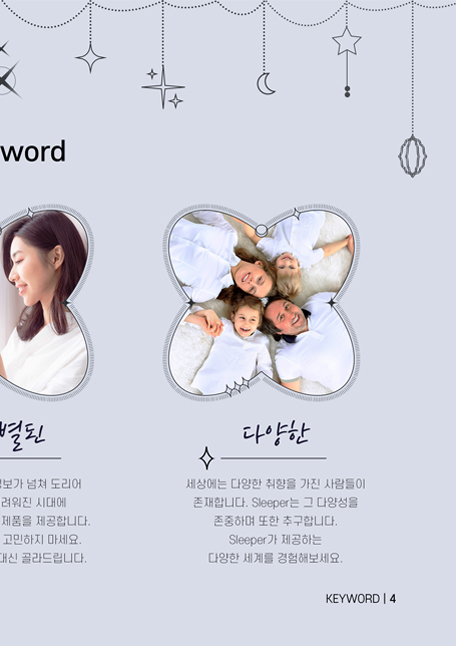 word
별된
보가 넘쳐 도리어
려워진 시대에
제품을 제공합니다.
고민하지 마세요.
대신 골라드립니다.
다양한
세상에는 다양한 취향을 가진 사람들이
존재합니다. Sleeper는 그 다양성을
존중하며 또한 추구합니다.
Sleeper가 제공하는
다양한 세계를 경험해보세요.
KEYWORD | 4